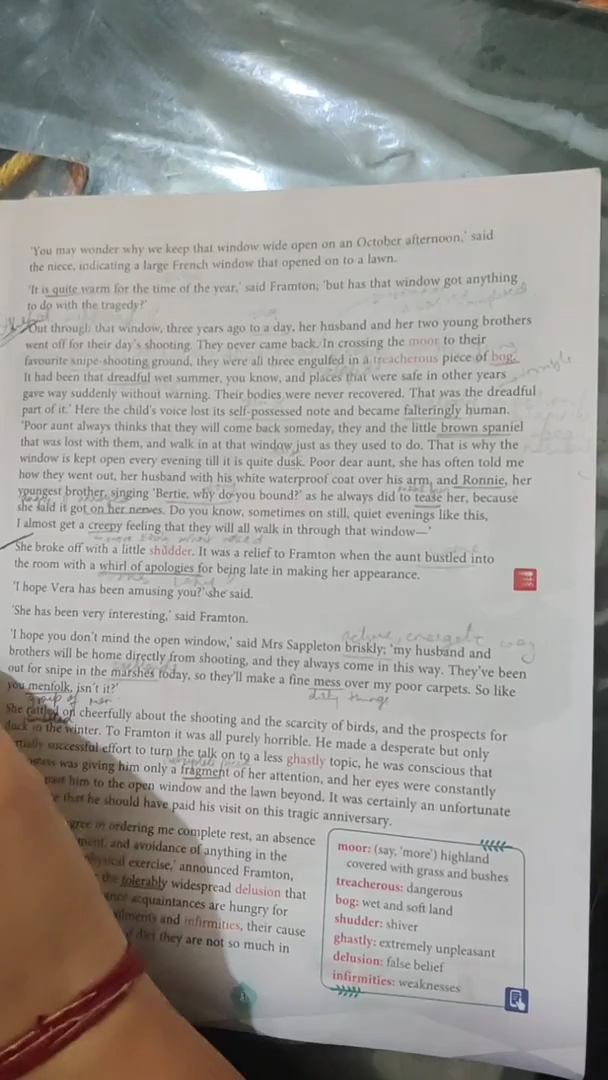 'You may wonder why we keep that window wide open on an October afternoon,' said
the niece, indicating a large French window that opened on to a lawn.
'It is quite warm for the time of the year,' said Framton; 'but has that window got anything
to do with the tragedy?'
'Out through that window, three years ago to a day, her husband and her two young brothers
went off for their day's shooting. They never came back. In crossing the moor to their
favourite snipe-shooting ground, they were all three engulfed in a treacherous piece of bog.
It had been that dreadful wet summer, you know, and places that were safe in other years
gave way suddenly without warning. Their bodies were never recovered. That was the dreadful
part of it.' Here the child's voice lost its self-possessed note and became falteringly human.
'Poor aunt always thinks that they will come back someday, they and the little brown spaniel
that was lost with them, and walk in at that window just as they used to do. That is why the
window is kept open every evening till it is quite dusk. Poor dear aunt, she has often told me
how they went out, her husband with his white waterproof coat over his arm, and Ronnie, her
youngest brother, singing 'Bertie, why do you bound?' as he always did to tease her, because
she said it got on her nerves. Do you know, sometimes on still, quiet evenings like this,
I almost get a creepy feeling that they will all walk in through that window—'
She broke off with a little shudder. It was a relief to Framton when the aunt bustled into
the room with a whirl of apologies for being late in making her appearance.
'I hope Vera has been amusing you?' she said.
'She has been very interesting,' said Framton.
active, energetic way
'I hope you don't mind the open window,' said Mrs Sappleton briskly; 'my husband and
brothers will be home directly from shooting, and they always come in this way. They've been
out for snipe in the marshes today, so they'll make a fine mess over my poor carpets. So like
you menfolk, isn't it?'
group of men
dirty things
She rattled on cheerfully about the shooting and the scarcity of birds, and the prospects for
duck in the winter. To Framton it was all purely horrible. He made a desperate but only
successful effort to turn the talk on to a less ghastly topic, he was conscious that
was giving him only a fragment of her attention, and her eyes were constantly
past him to the open window and the lawn beyond. It was certainly an unfortunate
that he should have paid his visit on this tragic anniversary.
in ordering me complete rest, an absence
and avoidance of anything in the
physical exercise,' announced Framton,
the tolerably widespread delusion that
acquaintances are hungry for
ailments and infirmities, their cause
diet they are not so much in
moor: (say, 'more') highland
covered with grass and bushes
treacherous: dangerous
bog: wet and soft land
shudder: shiver
ghastly: extremely unpleasant
delusion: false belief
infirmities: weaknesses